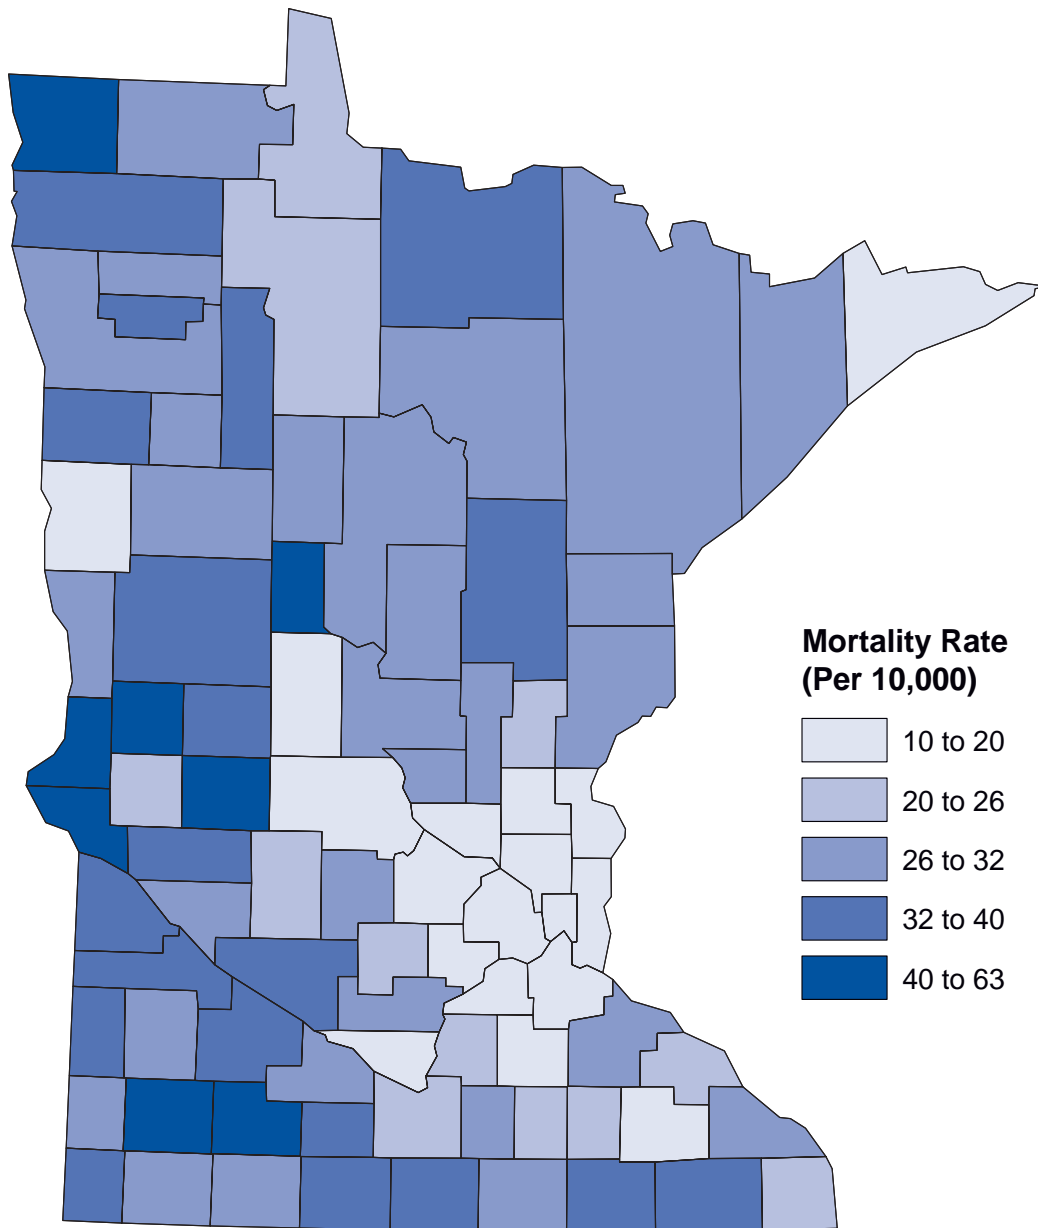 Mortality Rate
(Per 10,000)
10 to 20
20 to 26
26 to 32
32 to 40
40 to 63